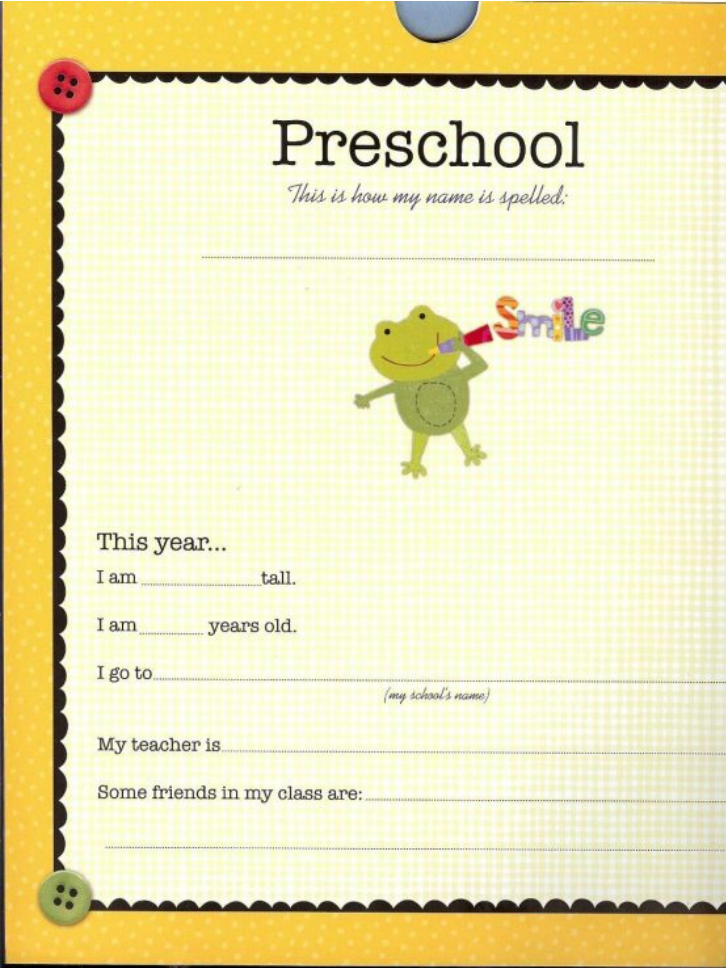 Preschool
This is how my name is spelled:
Smile
This year...
I am tall.
I am years old.
I go to
(my school's name)
My teacher is
Some friends in my class are: